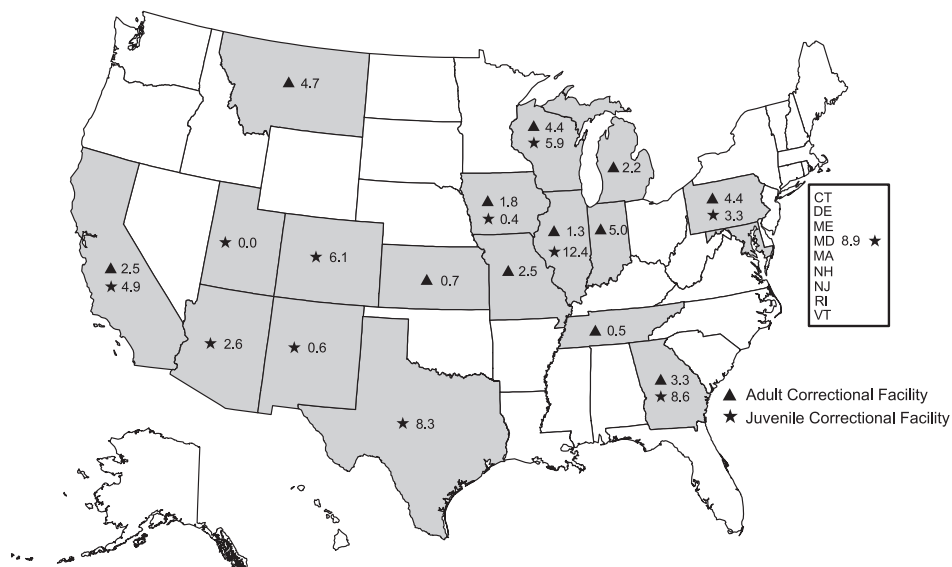 ▲ 4.7
▲ 4.4
★ 5.9
▲ 2.2
▲ 1.8
★ 0.4
▲ 4.4
★ 3.3
CT
DE
ME
MD 8.9 ★
MA
NH
NJ
RI
VT
▲ 1.3
★ 12.4
▲ 5.0
★ 0.0
★ 6.1
▲ 2.5
★ 4.9
▲ 0.7
▲ 2.5
★ 2.6
★ 0.6
▲ 0.5
▲ 3.3
★ 8.6
★ 8.3
▲ Adult Correctional Facility
★ Juvenile Correctional Facility